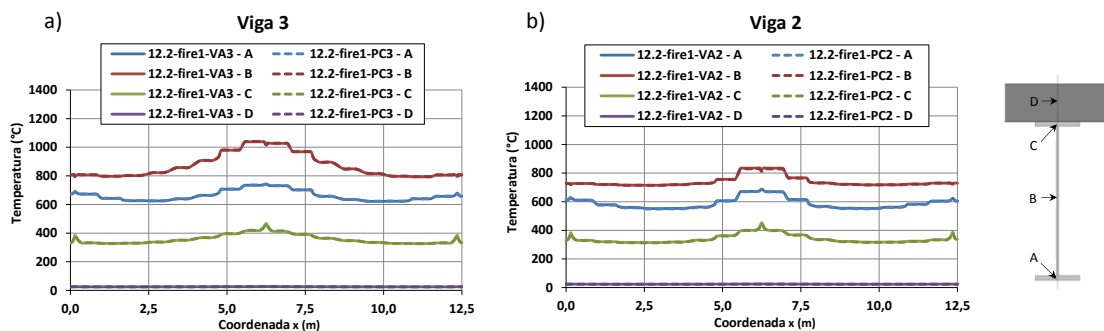 a)
Viga 3
12.2-fire1-VA3 - A
12.2-fire1-PC3 - A
12.2-fire1-VA3 - B
12.2-fire1-PC3 - B
12.2-fire1-VA3 - C
12.2-fire1-PC3 - C
12.2-fire1-VA3 - D
12.2-fire1-PC3 - D
Temperatura (°C)
1400
1200
1000
800
600
400
200
0
0,0
2,5
5,0
7,5
10,0
12,5
Coordenada x (m)
b)
Viga 2
12.2-fire1-VA2 - A
12.2-fire1-PC2 - A
12.2-fire1-VA2 - B
12.2-fire1-PC2 - B
12.2-fire1-VA2 - C
12.2-fire1-PC2 - C
12.2-fire1-VA2 - D
12.2-fire1-PC2 - D
Temperatura (°C)
1400
1200
1000
800
600
400
200
0
0,0
2,5
5,0
7,5
10,0
12,5
Coordenada x (m)
D
C
B
A